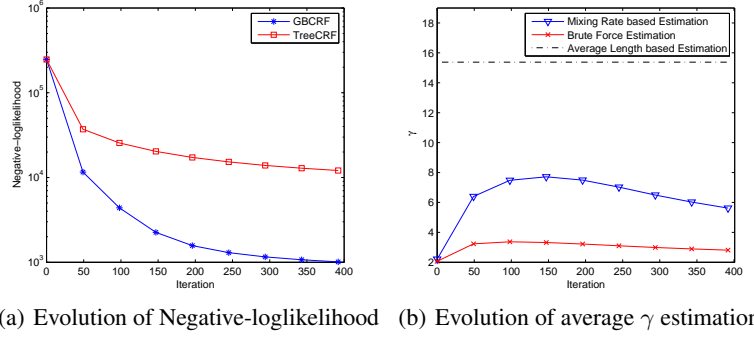 10^6
10^5
10^4
10^3
0 50 100 150 200 250 300 350 400
Iteration
Negative−loglikelihood
GBCRF
TreeCRF
18
16
14
12
10
8
6
4
2
0 50 100 150 200 250 300 350 400
Iteration
γ
Mixing Rate based Estimation
Brute Force Estimation
Average Length based Estimation
(a) Evolution of Negative-loglikelihood
(b) Evolution of average γ estimation